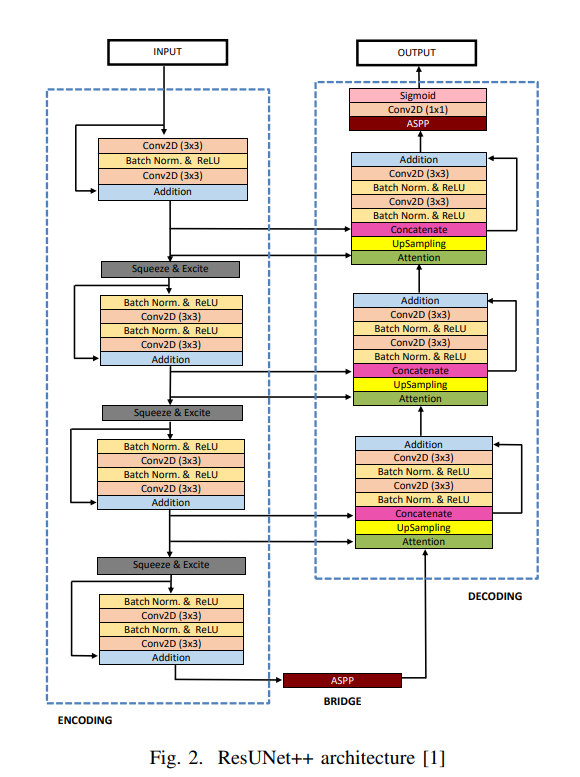 INPUT
Conv2D (3x3)
Batch Norm. & ReLU
Conv2D (3x3)
Addition
Squeeze & Excite
Batch Norm. & ReLU
Conv2D (3x3)
Batch Norm. & ReLU
Conv2D (3x3)
Addition
Squeeze & Excite
Batch Norm. & ReLU
Conv2D (3x3)
Batch Norm. & ReLU
Conv2D (3x3)
Addition
Squeeze & Excite
Batch Norm. & ReLU
Conv2D (3x3)
Batch Norm. & ReLU
Conv2D (3x3)
Addition
ENCODING
ASPP
BRIDGE
OUTPUT
Sigmoid
Conv2D (1x1)
ASPP
Addition
Conv2D (3x3)
Batch Norm. & ReLU
Conv2D (3x3)
Batch Norm. & ReLU
Concatenate
UpSampling
Attention
Addition
Conv2D (3x3)
Batch Norm. & ReLU
Conv2D (3x3)
Batch Norm. & ReLU
Concatenate
UpSampling
Attention
Addition
Conv2D (3x3)
Batch Norm. & ReLU
Conv2D (3x3)
Batch Norm. & ReLU
Concatenate
UpSampling
Attention
DECODING
Fig. 2. ResUNet++ architecture [1]